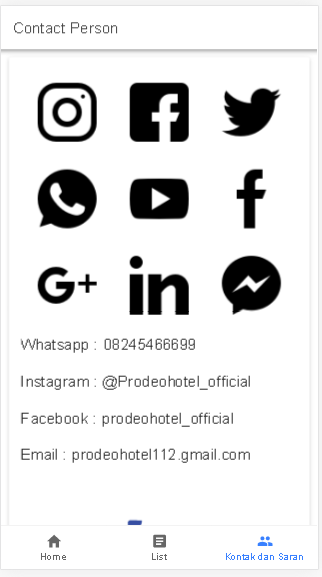 Contact Person
Whatsapp : 08245466699
Instagram : @Prodeohotel_official
Facebook : prodeohotel_official
Email : prodeohotel112.gmail.com
Home
List
Kontak dan Saran